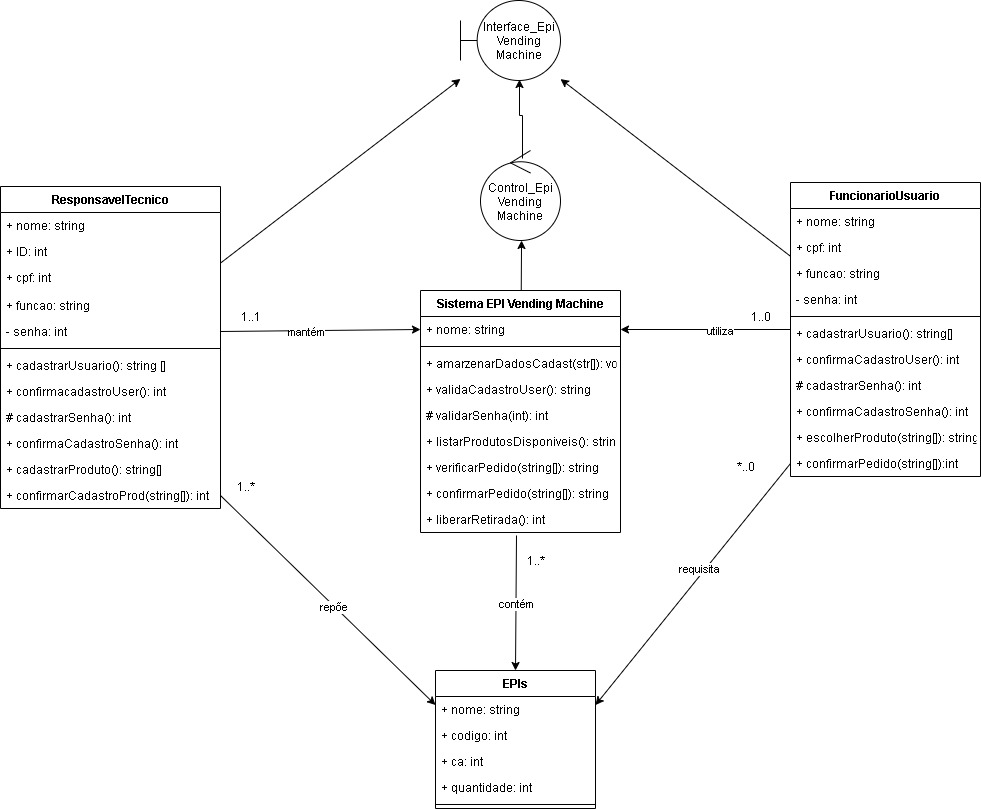 Interface_Epi
Vending
Machine
Control_Epi
Vending
Machine
ResponsavelTecnico
+ nome: string
+ ID: int
+ cpf: int
+ funcao: string
- senha: int
+ cadastrarUsuario(): string []
+ confirmacadastroUser(): int
# cadastrarSenha(): int
+ confirmaCadastroSenha(): int
+ cadastrarProduto(): string[]
+ confirmarCadastroProd(string[]): int
1..1
mantém
Sistema EPI Vending Machine
+ nome: string
+ amarzenarDadosCadast(str[]): vo
+ validaCadastroUser(): string
# validarSenha(int): int
+ listarProdutosDisponiveis(): strin
+ verificarPedido(string[]): string
+ confirmarPedido(string[]): string
+ liberarRetirada(): int
1..0
utiliza
FuncionarioUsuario
+ nome: string
+ cpf: int
+ funcao: string
- senha: int
+ cadastrarUsuario(): string[]
+ confirmaCadastroUser(): int
# cadastrarSenha(): int
+ confirmaCadastroSenha(): int
+ escolherProduto(string[]): string
+ confirmarPedido(string[]):int
1..*
repõe
1..*
contém
*..0
requisita
EPIs
+ nome: string
+ codigo: int
+ ca: int
+ quantidade: int